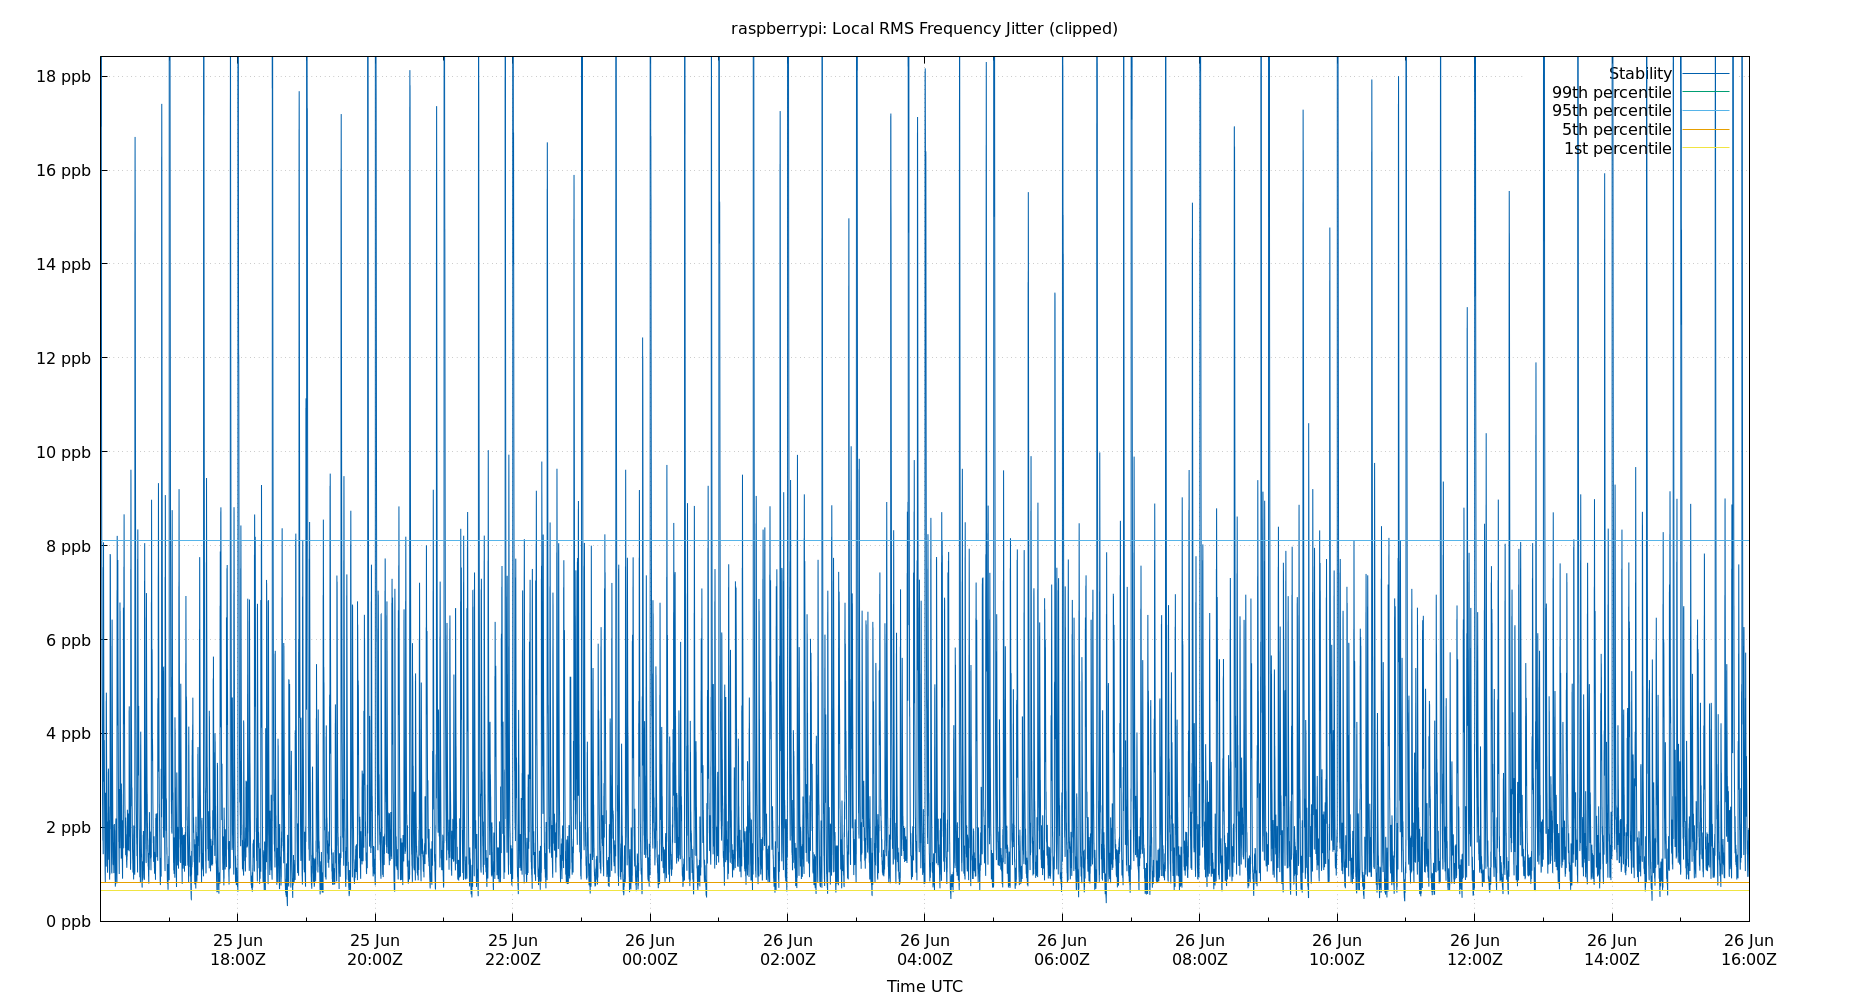 raspberrypi: Local RMS Frequency Jitter (clipped)
18 ppb
16 ppb
14 ppb
12 ppb
10 ppb
8 ppb
6 ppb
4 ppb
2 ppb
0 ppb
Stability
99th percentile
95th percentile
5th percentile
1st percentile
25 Jun
18:00Z
25 Jun
20:00Z
25 Jun
22:00Z
26 Jun
00:00Z
26 Jun
02:00Z
26 Jun
04:00Z
26 Jun
06:00Z
26 Jun
08:00Z
26 Jun
10:00Z
26 Jun
12:00Z
26 Jun
14:00Z
26 Jun
16:00Z
Time UTC